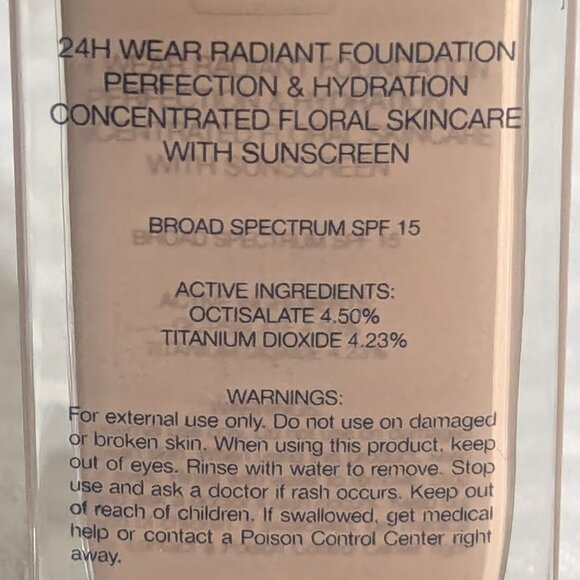 24H WEAR RADIANT FOUNDATION
PERFECTION & HYDRATION
CONCENTRATED FLORAL SKINCARE
WITH SUNSCREEN
BROAD SPECTRUM SPF 15
ACTIVE INGREDIENTS:
OCTISALATE 4.50%
TITANIUM DIOXIDE 4.23%
WARNINGS:
For external use only. Do not use on damaged
or broken skin. When using this product, keep
out of eyes. Rinse with water to remove. Stop
use and ask a doctor if rash occurs. Keep out
of reach of children. If swallowed, get medical
help or contact a Poison Control Center right
away.